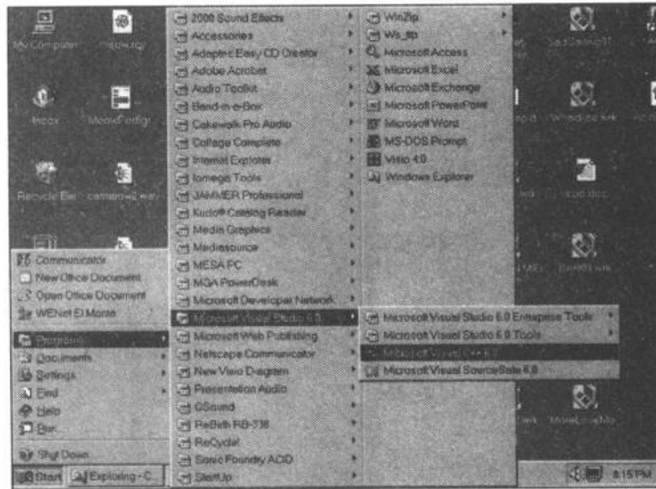 My Computer
Inbox
Recycle Bin
camerow2.wav
2000 Sound Effects
Accessories
Adaptec Easy CD Creator
Adobe Acrobat
Audio Toolkit
Band-in-a-Box
Cakewalk Pro Audio
Collage Complete
Internet Explorer
Iomega Tools
JAMMER Professional
Kudo® Catalog Reader
Media Graphics
Mediasource
MESA PC
MGA PowerDesk
Microsoft Developer Network
Microsoft Visual Studio 6.0
Microsoft Web Publishing
Netscape Communicator
New Visio Diagram
Presentation Audio
QSound
ReBirth RB-338
ReCycle!
Sonic Foundry ACID
StartUp
WinZip
Ws_ftp
Microsoft Access
Microsoft Excel
Microsoft Exchange
Microsoft PowerPoint
Microsoft Word
MS-DOS Prompt
Visio 4.0
Windows Explorer
Microsoft Visual Studio 6.0 Enterprise Tools
Microsoft Visual Studio 6.0 Tools
Microsoft Visual C++ 6.0
Microsoft Visual SourceSafe 6.0
Communicator
New Office Document
Open Office Document
WENet El Monte
Programs
Documents
Settings
Find
Help
Run...
Shut Down...
Start
Exploring - C...
8:15 PM